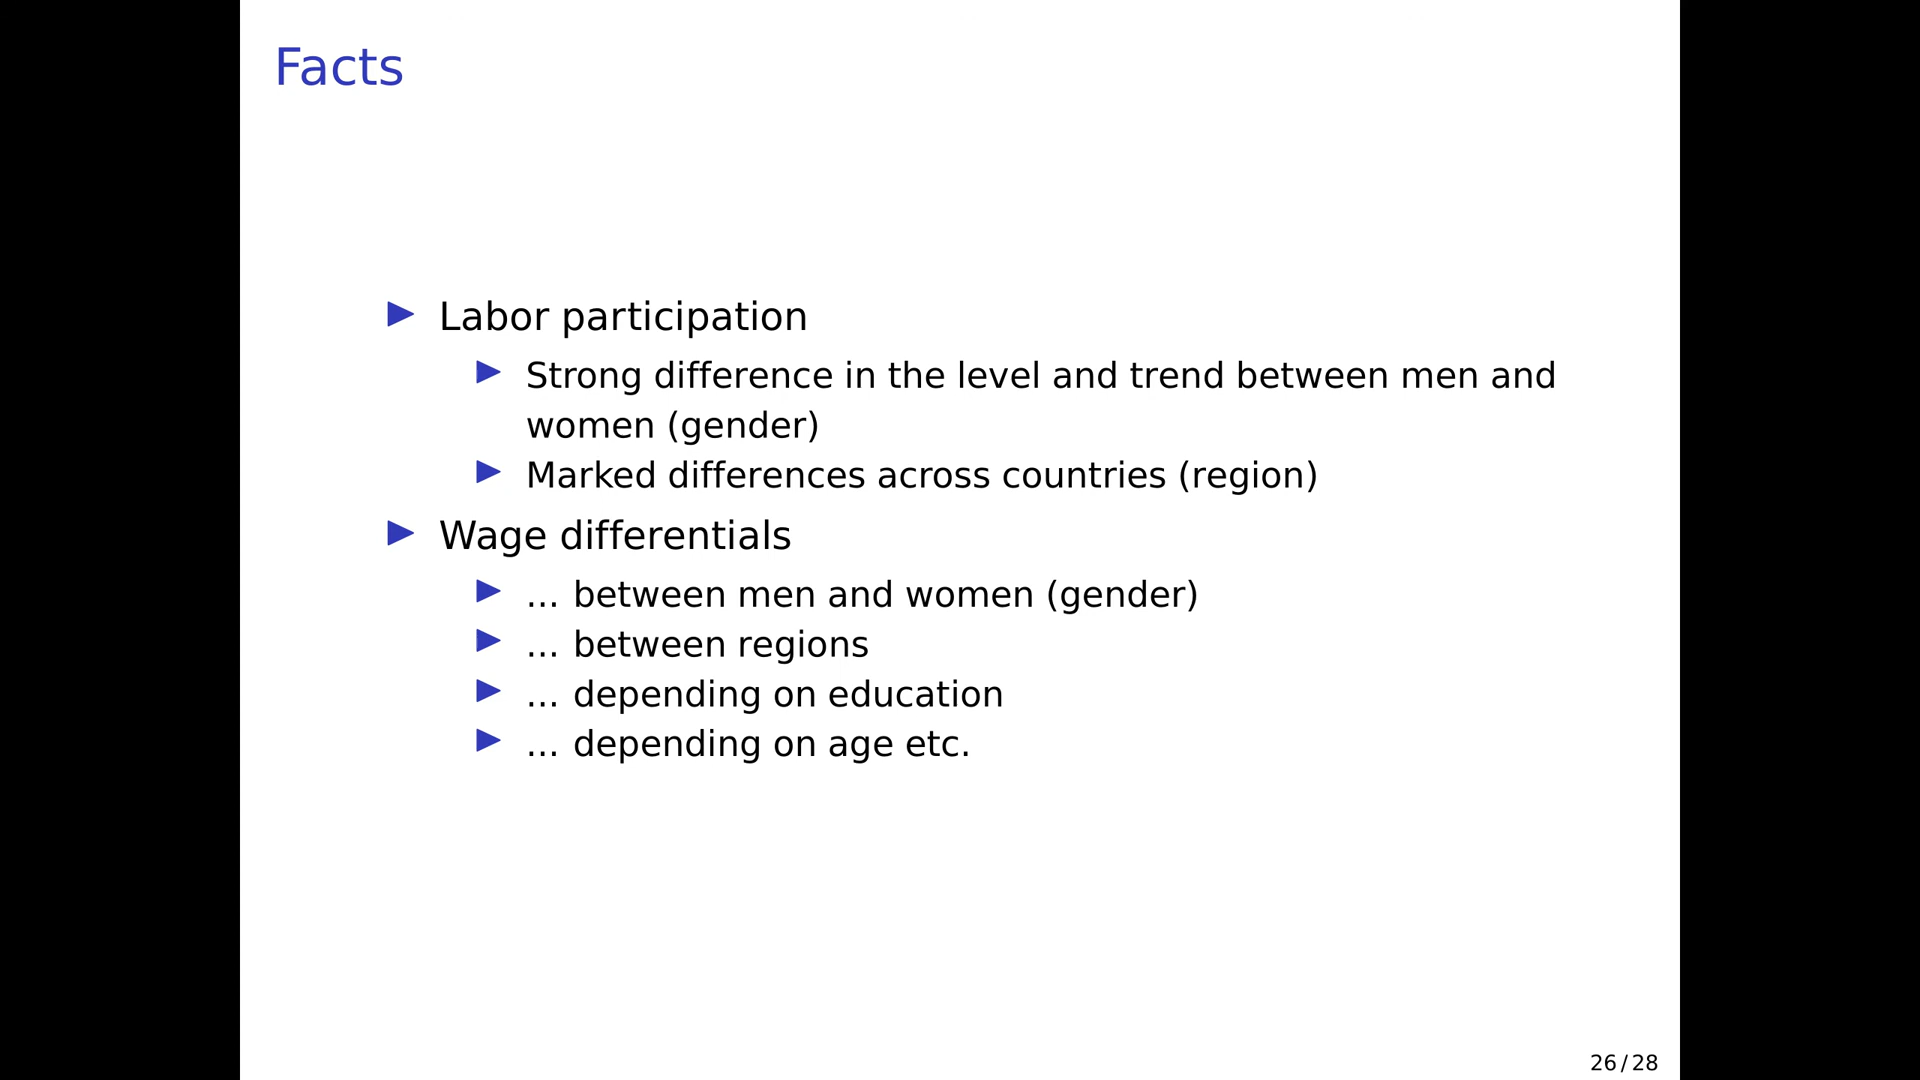 Facts
Labor participation
Strong difference in the level and trend between men and
women (gender)
Marked differences across countries (region)
Wage differentials
... between men and women (gender)
... between regions
... depending on education
... depending on age etc.
26 / 28